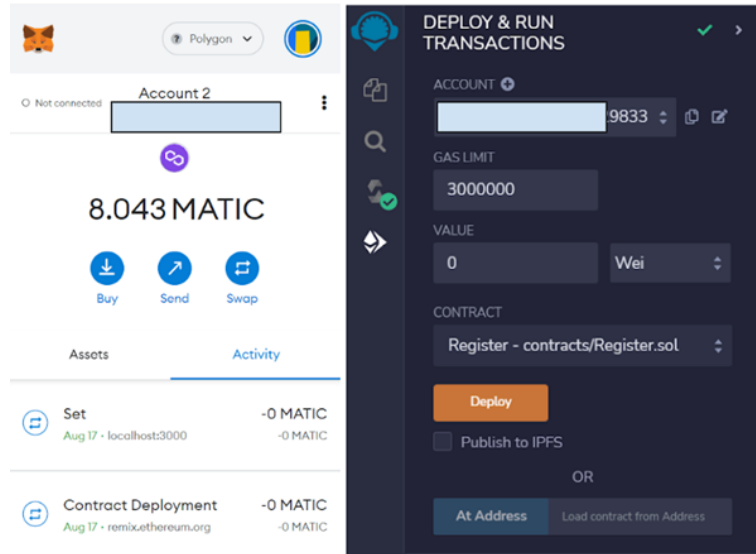 Polygon
Not connected
Account 2
8.043 MATIC
Buy
Send
Swap
Assets
Activity
Set
-0 MATIC
Aug 17 · localhost:3000
-0 MATIC
Contract Deployment
-0 MATIC
Aug 17 · remix.ethereum.org
-0 MATIC
DEPLOY & RUN
TRANSACTIONS
ACCOUNT
9833
GAS LIMIT
3000000
VALUE
0
Wei
CONTRACT
Register - contracts/Register.sol
Deploy
Publish to IPFS
OR
At Address
Load contract from Address